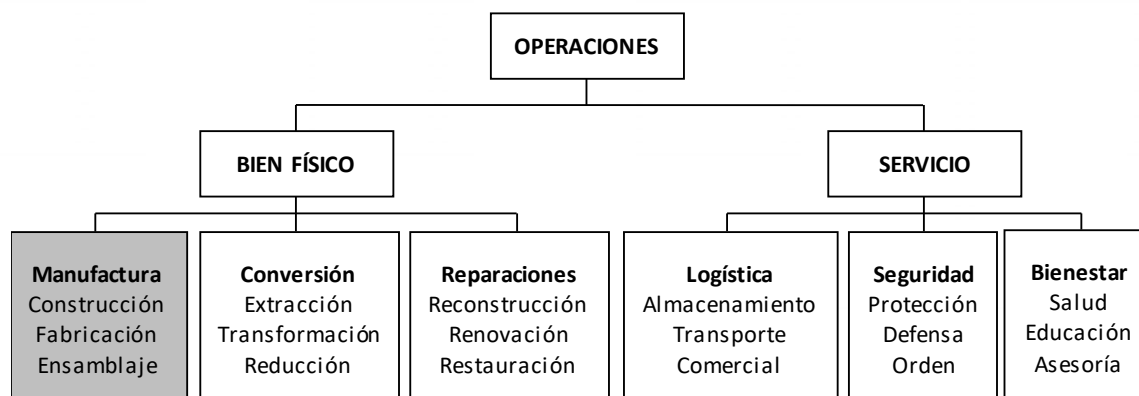 OPERACIONES
BIEN FÍSICO
SERVICIO
Manufactura
Construcción
Fabricación
Ensamblaje
Conversión
Extracción
Transformación
Reducción
Reparaciones
Reconstrucción
Renovación
Restauración
Logística
Almacenamiento
Transporte
Comercial
Seguridad
Protección
Defensa
Orden
Bienestar
Salud
Educación
Asesoría